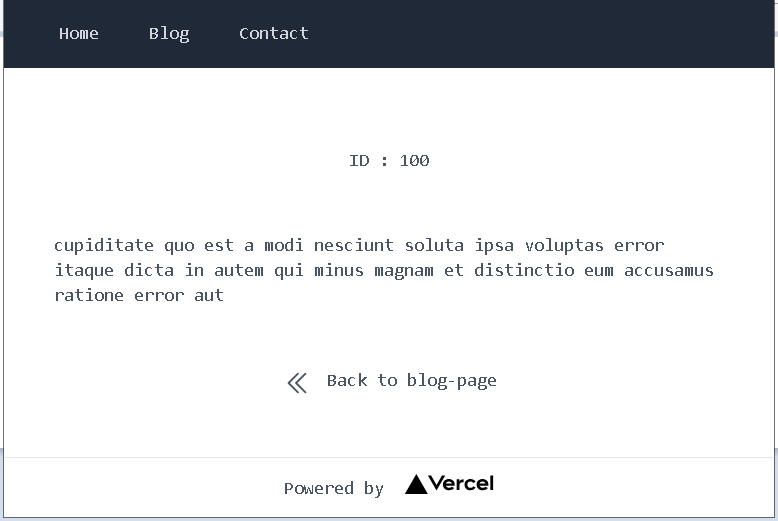 Home Blog Contact
ID : 100
cupiditate quo est a modi nesciunt soluta ipsa voluptas error
itaque dicta in autem qui minus magnam et distinctio eum accusamus
ratione error aut
Back to blog-page
Powered by Vercel